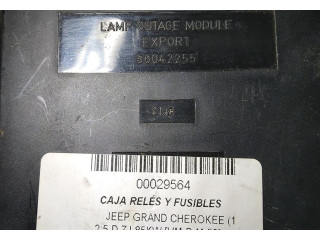 LAMP OUTAGE MODULE
EXPORT
56042255
00029564
CAJA RELÉS Y FUSIBLES
JEEP GRAND CHEROKEE (1